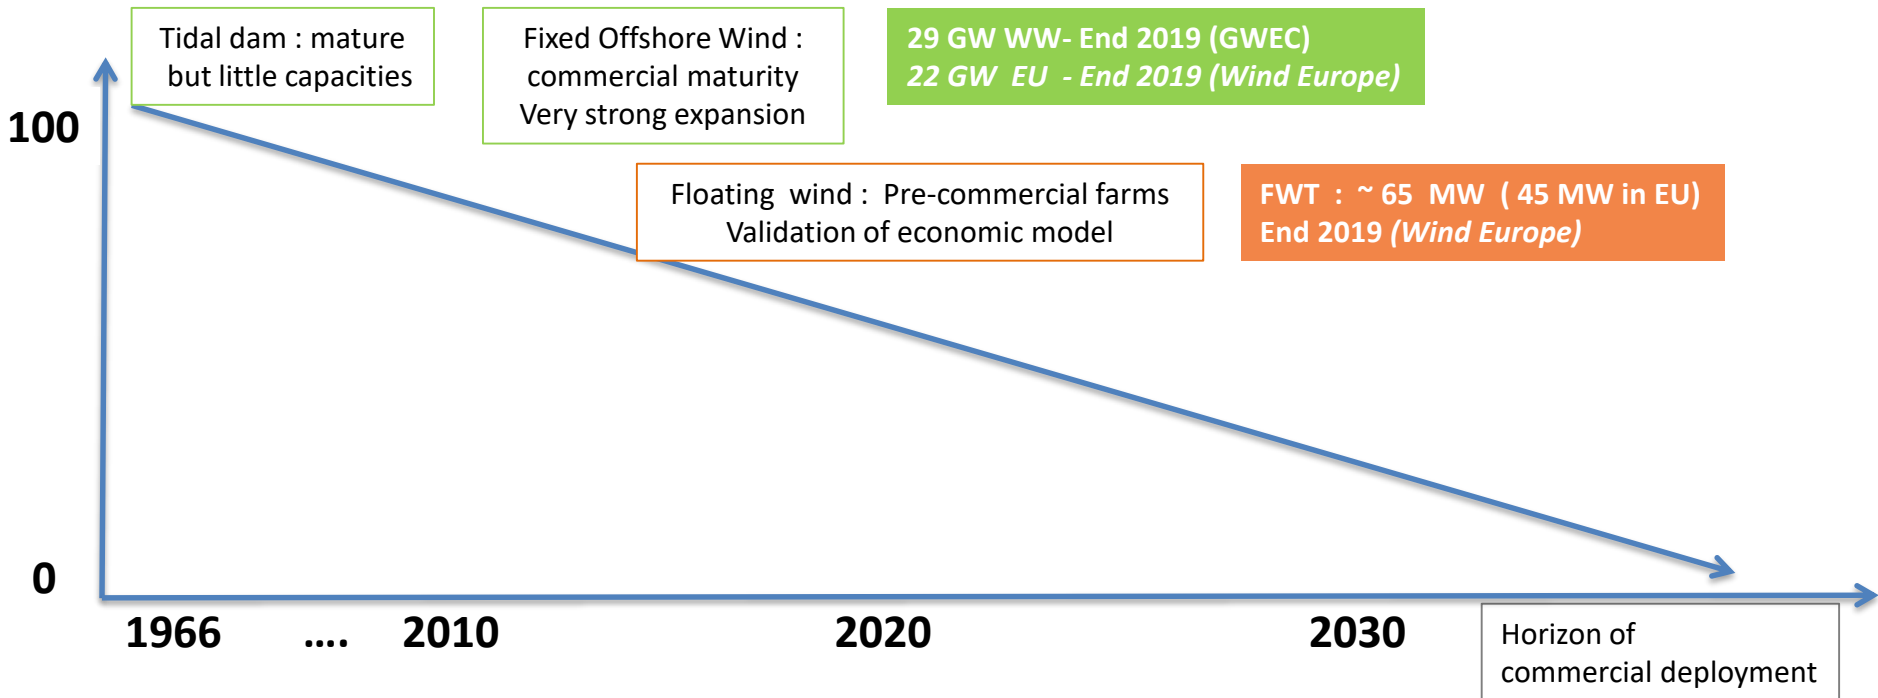 Tidal dam : mature
but little capacities
Fixed Offshore Wind :
commercial maturity
Very strong expansion
29 GW WW- End 2019 (GWEC)
22 GW EU - End 2019 (Wind Europe)
100
Floating wind : Pre-commercial farms
Validation of economic model
FWT : ~ 65 MW ( 45 MW in EU)
End 2019 (Wind Europe)
0
1966 .... 2010 2020 2030
Horizon of
commercial deployment